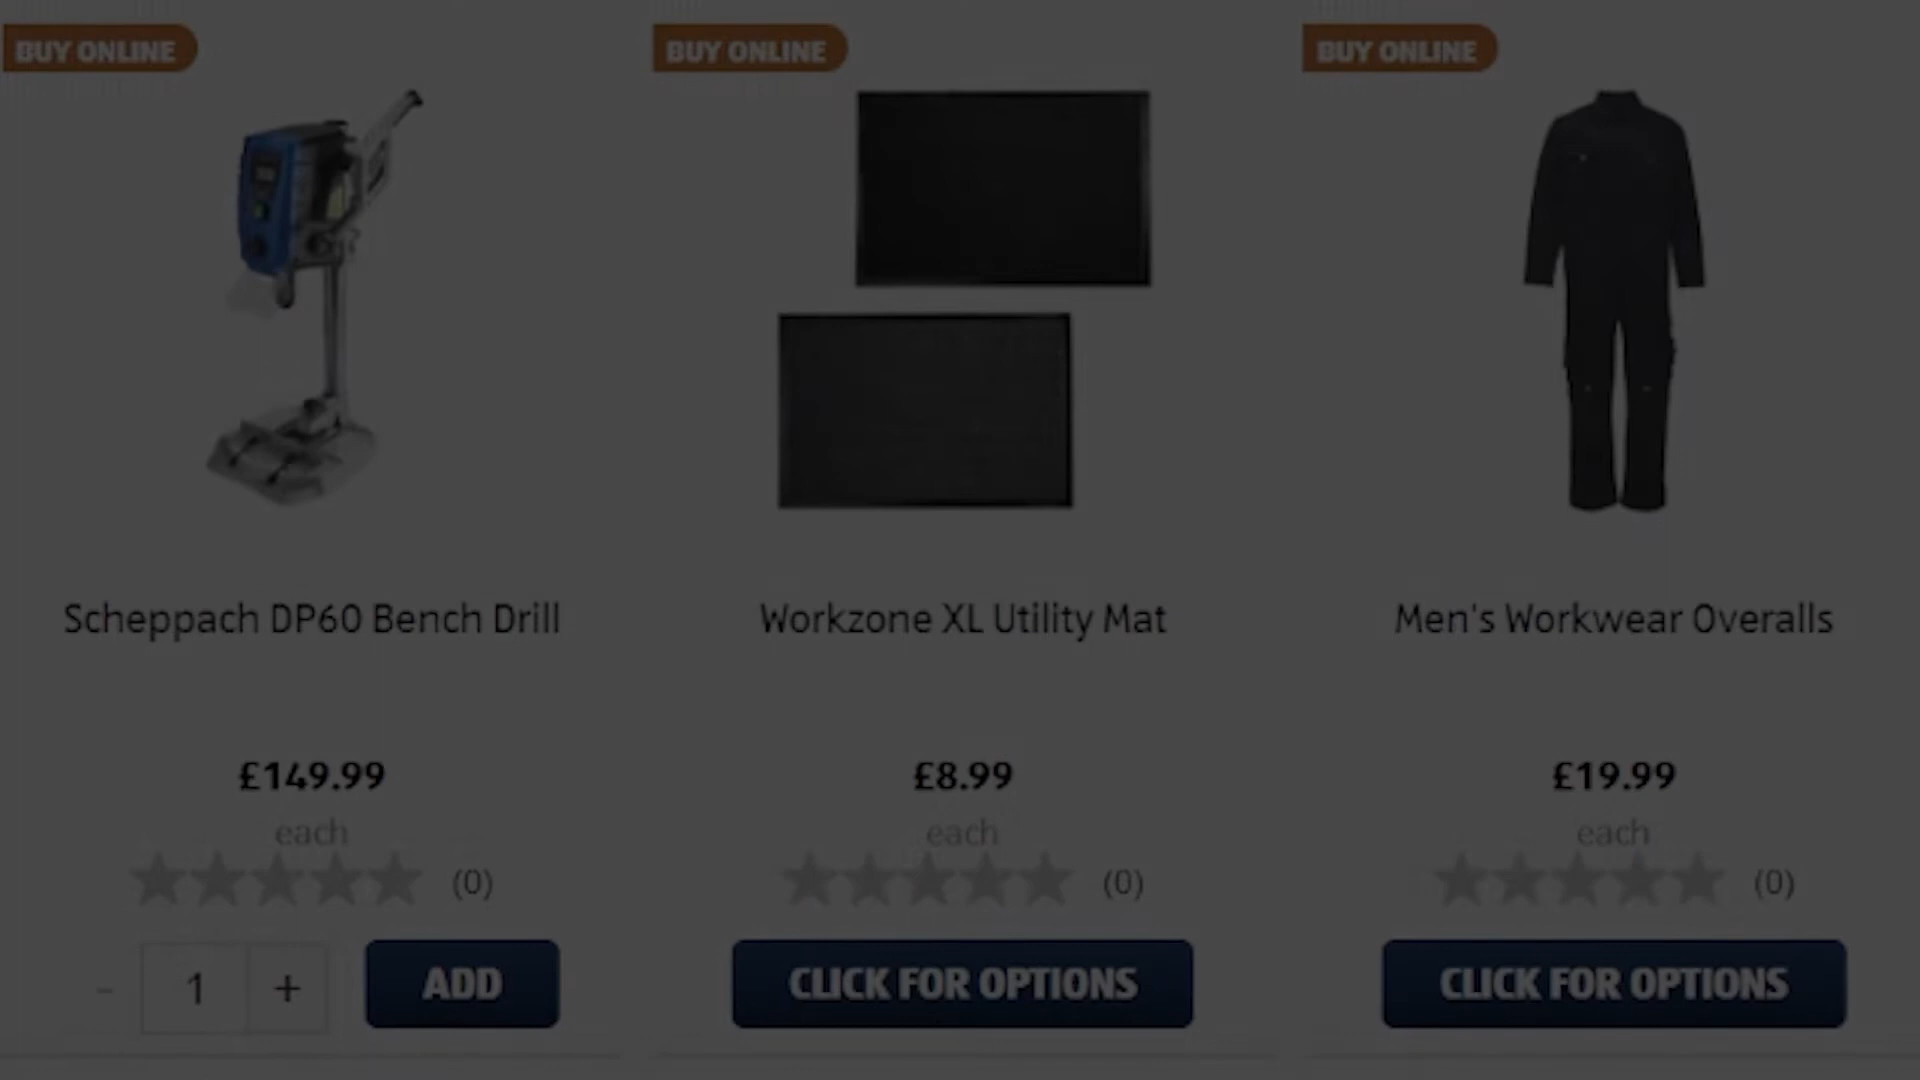 BUY ONLINE
BUY ONLINE
BUY ONLINE
Scheppach DP60 Bench Drill
Workzone XL Utility Mat
Men's Workwear Overalls
£149.99
£8.99
£19.99
each
each
each
(0)
(0)
(0)
- 1 +
ADD
CLICK FOR OPTIONS
CLICK FOR OPTIONS